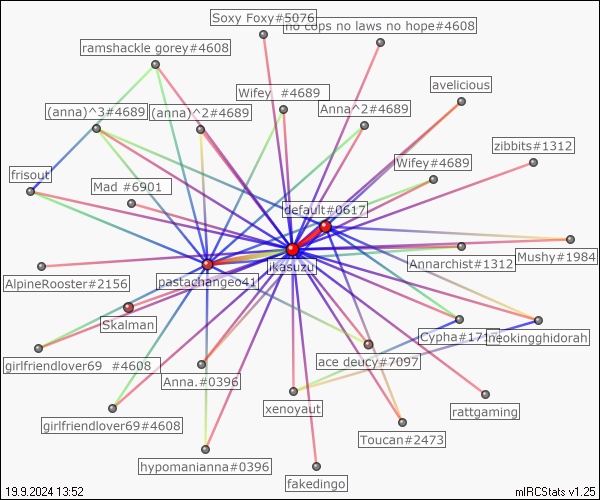 Soxy Foxy#5076
no cops no laws no hope#4608
ramshackle gorey#4608
avelicious
Wifey  #4689
(anna)^3#4689
(anna)^2#4689
Anna^2#4689
zibbits#1312
Wifey#4689
frisout
Mad #6901
default#0617
Mushy#1984
Annarchist#1312
ikasuzu
AlpineRooster#2156
pastachange041
Skalman
Cypha#171
neokingghidorah
girlfriendlover69  #4608
ace deucy#7097
Anna.#0396
xenoyaut
rattgaming
girlfriendlover69#4608
Toucan#2473
hypomanianna#0396
fakedingo
19.9.2024 13:52
mIRCStats v1.25